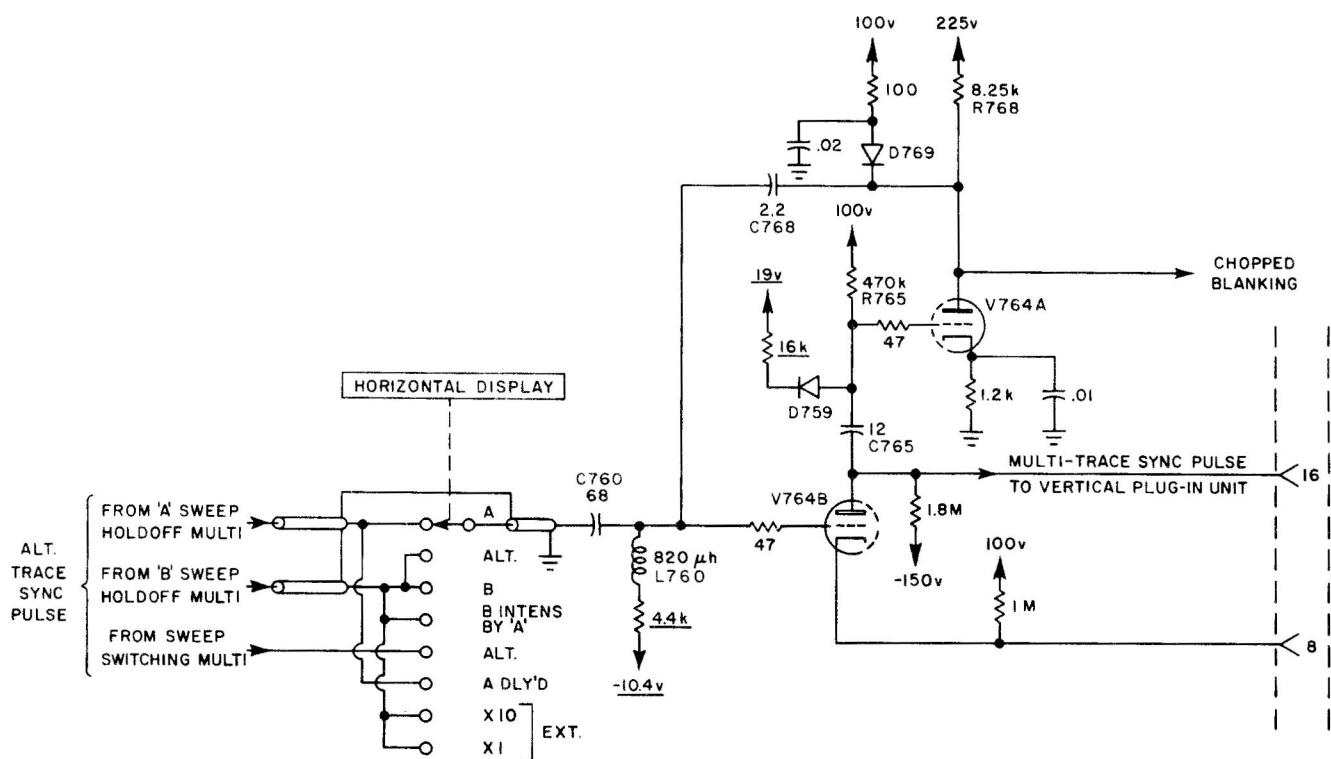 100v
225v
100
8.25k
R768
.02
D769
2.2
C768
100v
470k
R765
19v
16k
47
V764A
CHOPPED
BLANKING
D759
1.2k
.01
12
C765
HORIZONTAL DISPLAY
MULTI-TRACE SYNC PULSE
TO VERTICAL PLUG-IN UNIT
16
ALT.
TRACE
SYNC
PULSE
FROM 'A' SWEEP
HOLDOFF MULTI
FROM 'B' SWEEP
HOLDOFF MULTI
FROM SWEEP
SWITCHING MULTI
A
ALT.
B
B INTENS
BY 'A'
ALT.
A DLY'D
X10
X1
EXT.
C760
68
820 µh
L760
4.4k
-10.4v
47
V764B
1.8M
-150v
100v
1M
8